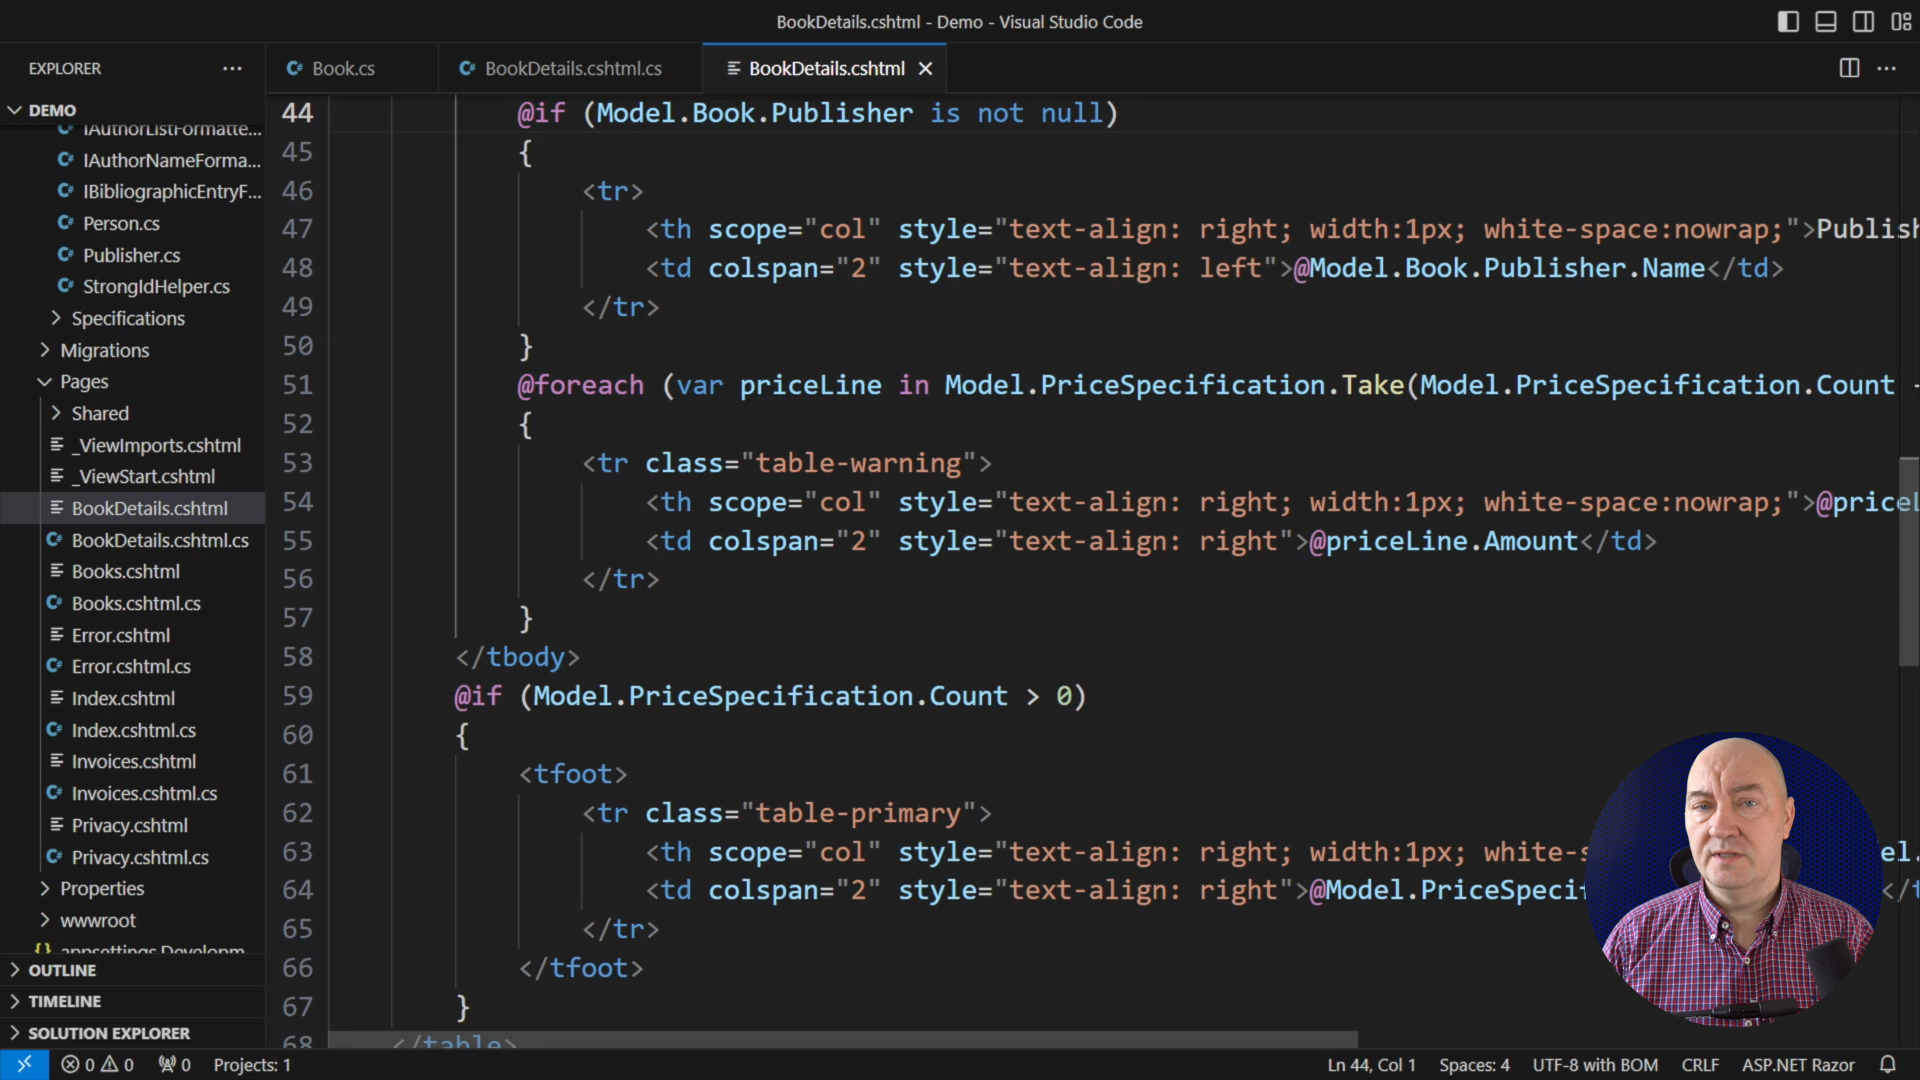 BookDetails.cshtml - Demo - Visual Studio Code
EXPLORER
Book.cs
BookDetails.cshtml.cs
BookDetails.cshtml
DEMO
IAuthorListFormatte...
IAuthorNameForma...
IBibliographicEntryF...
Person.cs
Publisher.cs
StrongIdHelper.cs
Specifications
Migrations
Pages
Shared
_ViewImports.cshtml
_ViewStart.cshtml
BookDetails.cshtml
BookDetails.cshtml.cs
Books.cshtml
Books.cshtml.cs
Error.cshtml
Error.cshtml.cs
Index.cshtml
Index.cshtml.cs
Invoices.cshtml
Invoices.cshtml.cs
Privacy.cshtml
Privacy.cshtml.cs
Properties
wwwroot
appsettings.Developm...
OUTLINE
TIMELINE
SOLUTION EXPLORER
44 @if (Model.Book.Publisher is not null)
45 {
46 <tr>
47 <th scope="col" style="text-align: right; width:1px; white-space:nowrap;">Publish
48 <td colspan="2" style="text-align: left">@Model.Book.Publisher.Name</td>
49 </tr>
50 }
51 @foreach (var priceLine in Model.PriceSpecification.Take(Model.PriceSpecification.Count -
52 {
53 <tr class="table-warning">
54 <th scope="col" style="text-align: right; width:1px; white-space:nowrap;">@priceL
55 <td colspan="2" style="text-align: right">@priceLine.Amount</td>
56 </tr>
57 }
58 </tbody>
59 @if (Model.PriceSpecification.Count > 0)
60 {
61 <tfoot>
62 <tr class="table-primary">
63 <th scope="col" style="text-align: right; width:1px; white-s el.
64 <td colspan="2" style="text-align: right">@Model.PriceSpecif </t
65 </tr>
66 </tfoot>
67 }
68 </table>
0 0 0 Projects: 1
Ln 44, Col 1 Spaces: 4 UTF-8 with BOM CRLF ASP.NET Razor